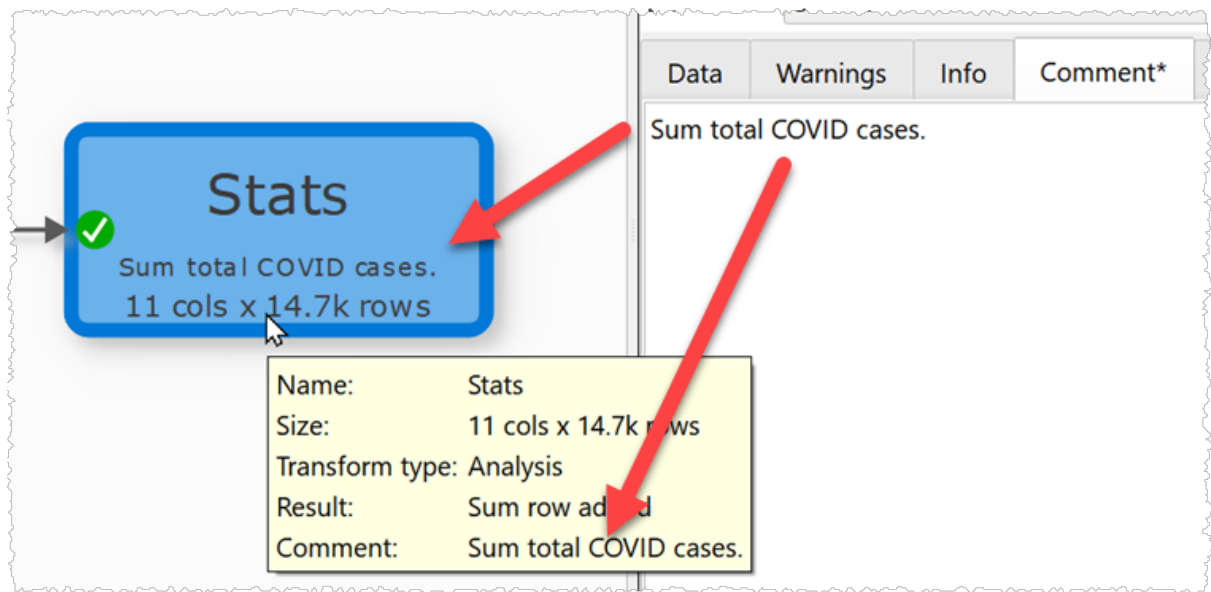 Data Warnings Info Comment*
Sum total COVID cases.
Stats
Sum total COVID cases.
11 cols x 14.7k rows
Name: Stats
Size: 11 cols x 14.7k rows
Transform type: Analysis
Result: Sum row added
Comment: Sum total COVID cases.